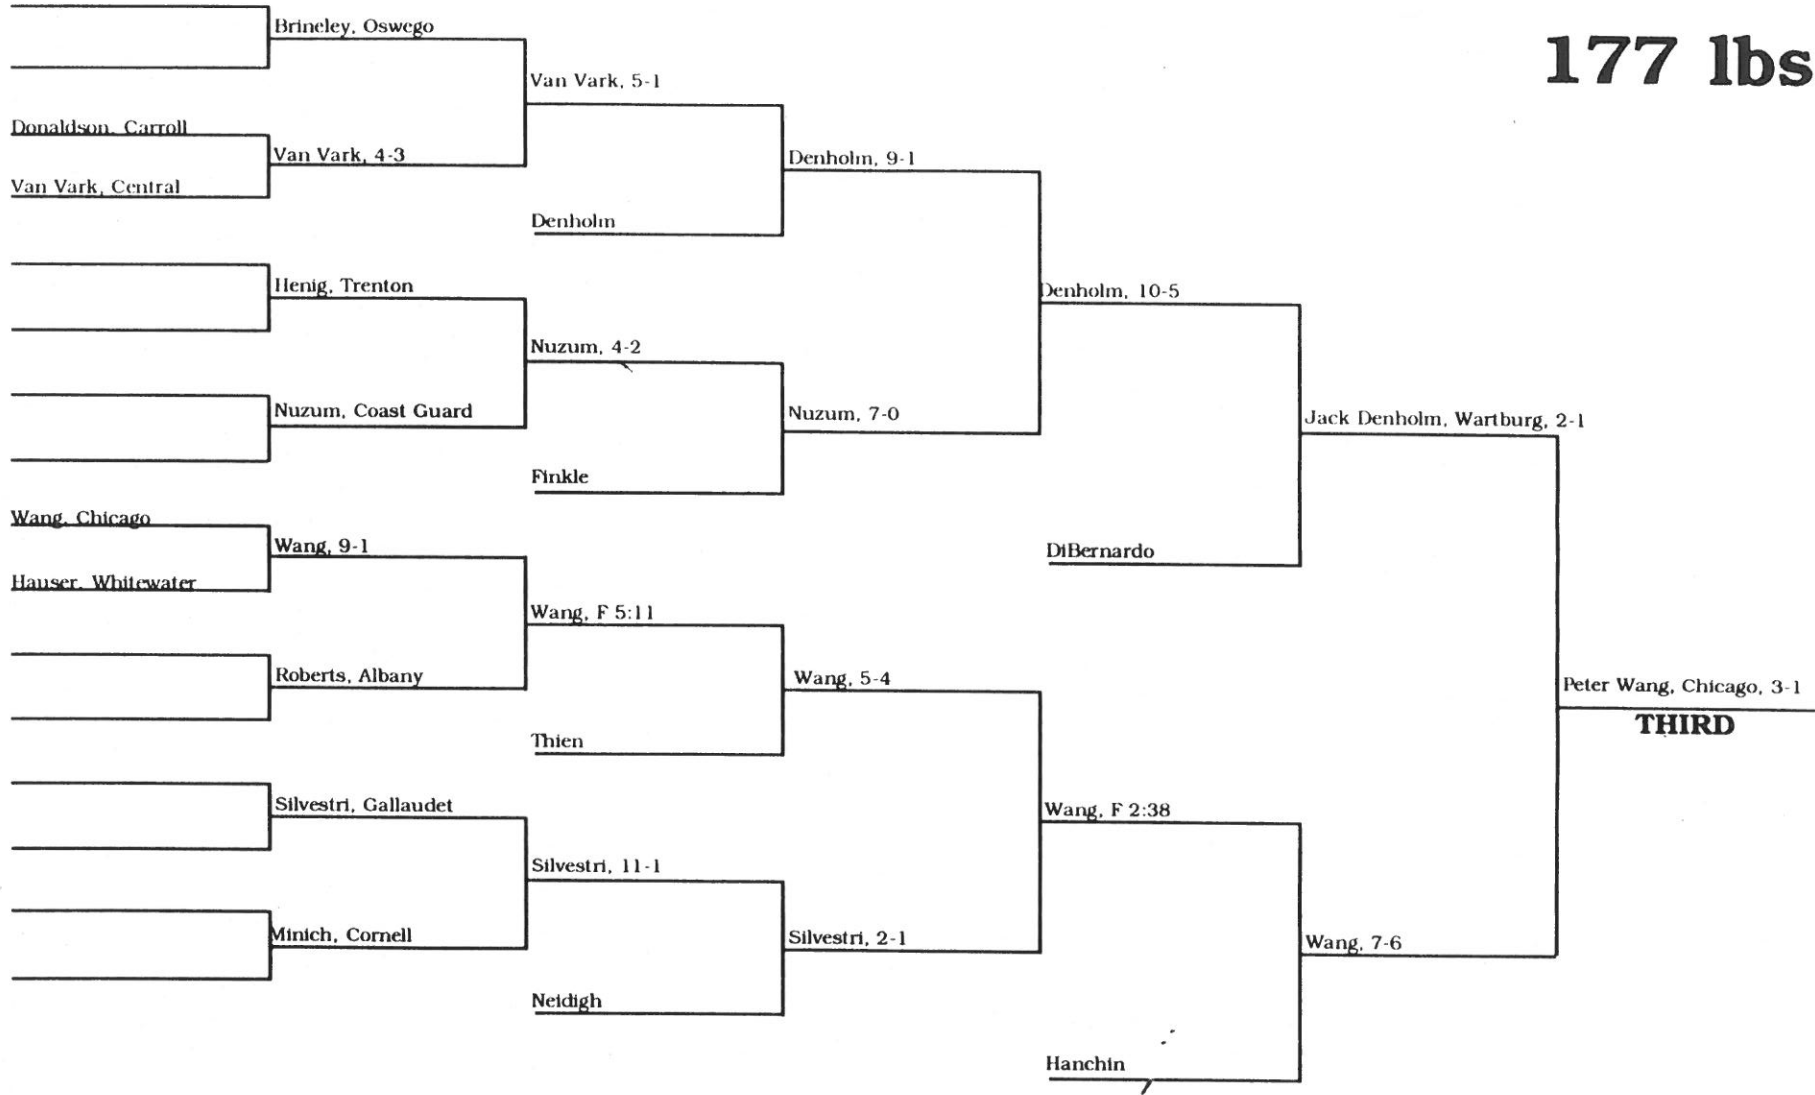 177 lbs
Brineley, Oswego
Van Vark, 5-1
Donaldson, Carroll
Van Vark, 4-3
Van Vark, Central
Denholm, 9-1
Denholm
Henig, Trenton
Denholm, 10-5
Nuzum, 4-2
Nuzum, Coast Guard
Nuzum, 7-0
Jack Denholm, Wartburg, 2-1
Finkle
Wang, Chicago
Wang, 9-1
DiBernardo
Hauser, Whitewater
Wang, F 5:11
Roberts, Albany
Wang, 5-4
Peter Wang, Chicago, 3-1
THIRD
Thien
Silvestri, Gallaudet
Wang, F 2:38
Silvestri, 11-1
Minich, Cornell
Silvestri, 2-1
Wang, 7-6
Neidigh
Hanchin